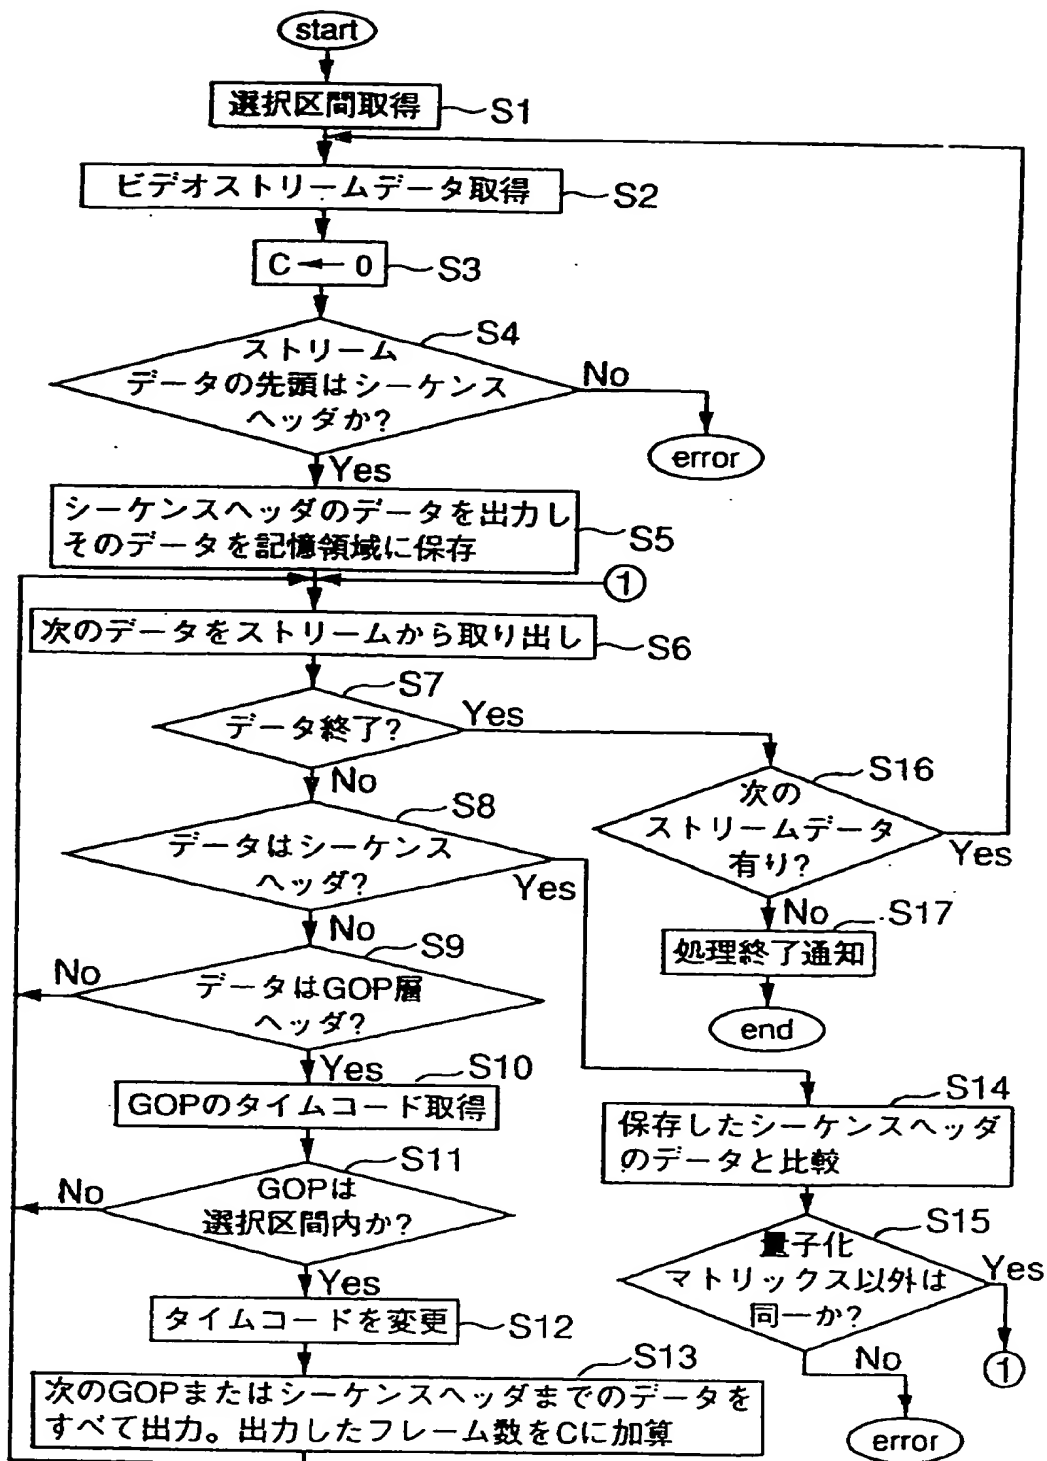 start
選択区間取得
S1
ビデオストリームデータ取得
S2
C ← 0
S3
S4
ストリーム
データの先頭はシーケンス
ヘッダか?
No
error
Yes
シーケンスヘッダのデータを出力し
そのデータを記憶領域に保存
S5
①
次のデータをストリームから取り出し
S6
S7
データ終了?
Yes
No
S8
データはシーケンス
ヘッダ?
Yes
No
S16
次の
ストリームデータ
有り?
Yes
No
S17
処理終了通知
end
S9
No
データはGOP層
ヘッダ?
Yes
S10
GOPのタイムコード取得
S11
No
GOPは
選択区間内か?
Yes
タイムコードを変更
S12
S13
次のGOPまたはシーケンスヘッダまでのデータを
すべて出力。出力したフレーム数をCに加算
S14
保存したシーケンスヘッダ
のデータと比較
S15
量子化
マトリックス以外は
同一か?
Yes
①
No
error